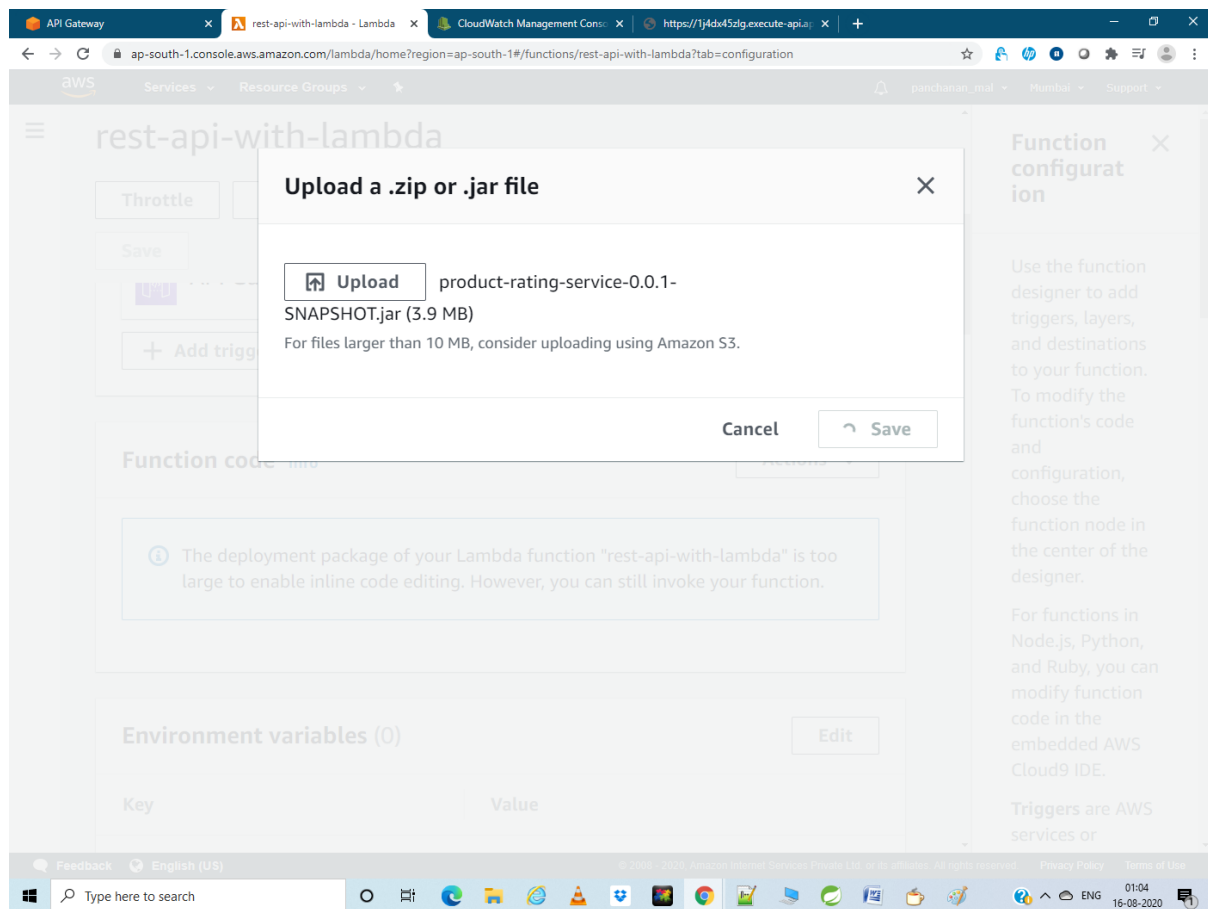 API Gateway
rest-api-with-lambda - Lambda
CloudWatch Management Conso
https://1j4dx45zlg.execute-api.ap
ap-south-1.console.aws.amazon.com/lambda/home?region=ap-south-1#/functions/rest-api-with-lambda?tab=configuration
aws Services Resource Groups panchanan_mal Mumbai Support
rest-api-with-lambda
Throttle
Save
+ Add trigg
Upload a .zip or .jar file
Upload product-rating-service-0.0.1-
SNAPSHOT.jar (3.9 MB)
For files larger than 10 MB, consider uploading using Amazon S3.
Cancel Save
Function code Info Actions
The deployment package of your Lambda function "rest-api-with-lambda" is too
large to enable inline code editing. However, you can still invoke your function.
Environment variables (0) Edit
Key Value
Function
configurat
ion
Use the function
designer to add
triggers, layers,
and destinations
to your function.
To modify the
function's code
and
configuration,
choose the
function node in
the center of the
designer.
For functions in
Node.js, Python,
and Ruby, you can
modify function
code in the
embedded AWS
Cloud9 IDE.
Triggers are AWS
services or
Feedback English (US) © 2008 - 2020, Amazon Internet Services Private Ltd. or its affiliates. All rights reserved. Privacy Policy Terms of Use
Type here to search
ENG
01:04
16-08-2020